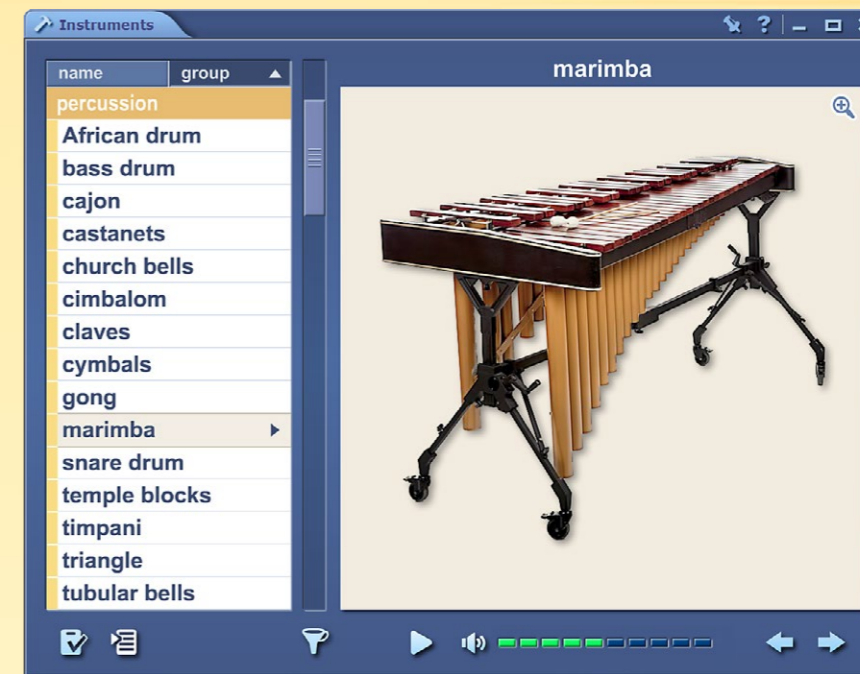 Instruments
?
name group
marimba
percussion
African drum
bass drum
cajon
castanets
church bells
cimbalom
claves
cymbals
gong
marimba
snare drum
temple blocks
timpani
triangle
tubular bells